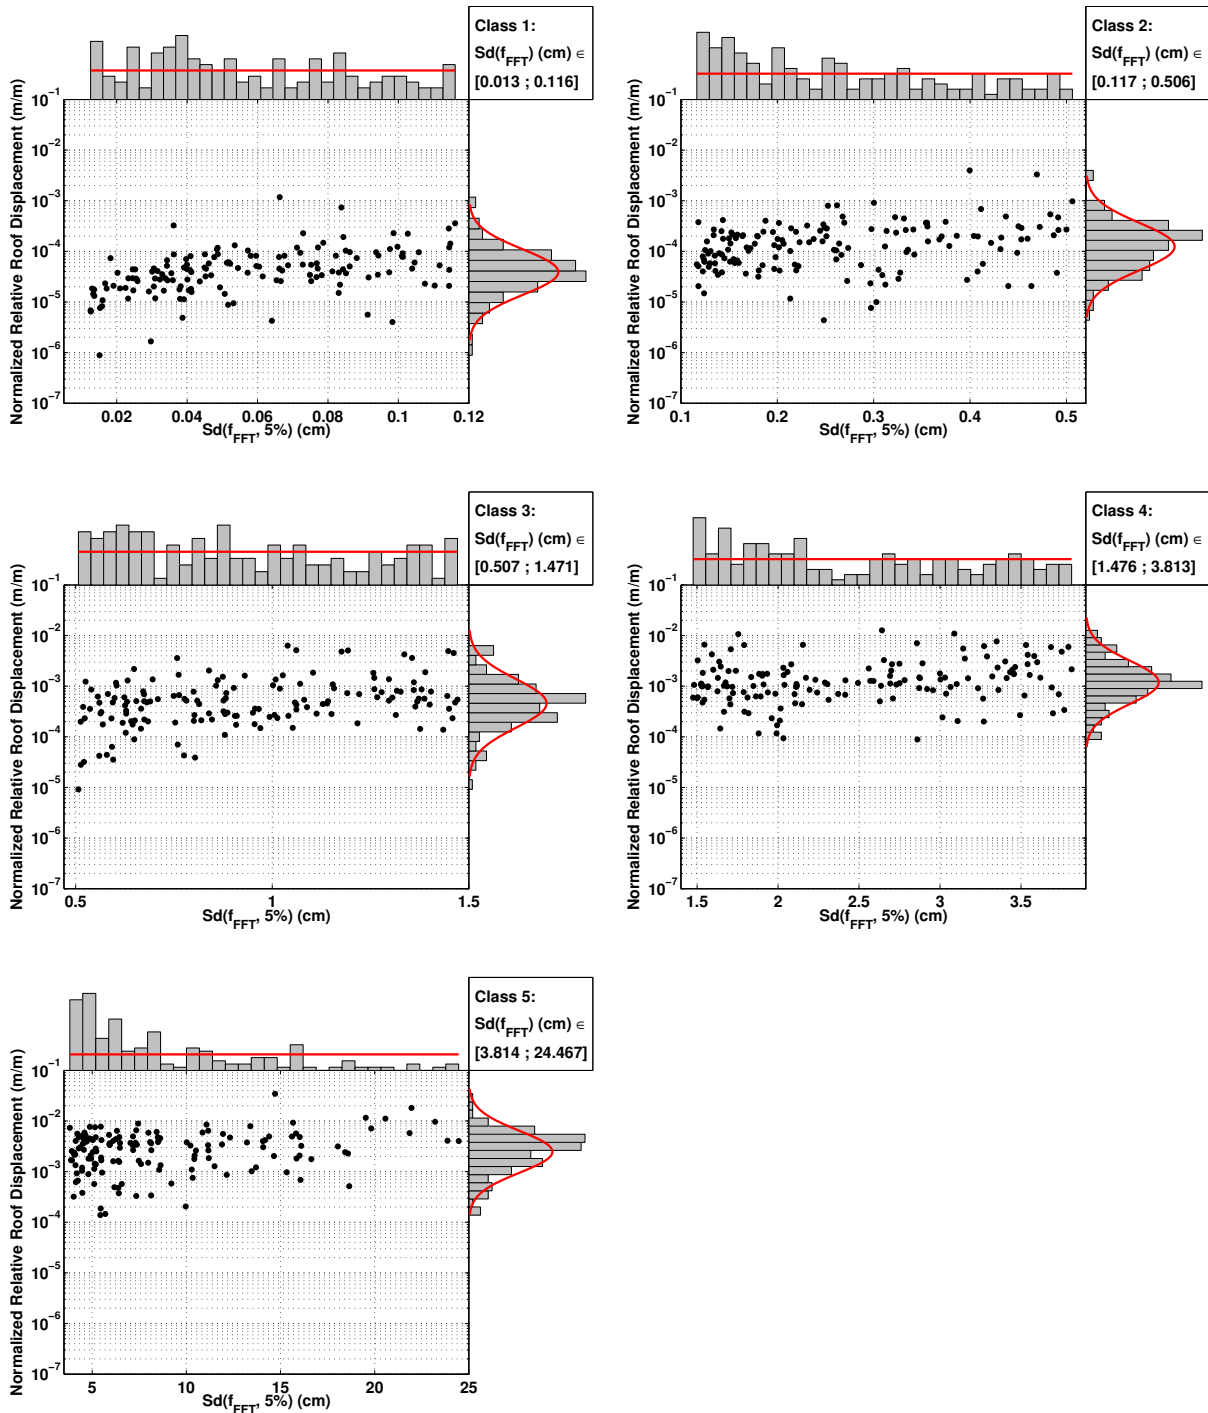 Class 1:
Sd(f_FFT) (cm) ∈
[0.013 ; 0.116]
Normalized Relative Roof Displacement (m/m)
10^−1
10^−2
10^−3
10^−4
10^−5
10^−6
10^−7
0.02 0.04 0.06 0.08 0.1 0.12
Sd(f_FFT, 5%) (cm)
Class 2:
Sd(f_FFT) (cm) ∈
[0.117 ; 0.506]
Normalized Relative Roof Displacement (m/m)
10^−1
10^−2
10^−3
10^−4
10^−5
10^−6
10^−7
0.1 0.2 0.3 0.4 0.5
Sd(f_FFT, 5%) (cm)
Class 3:
Sd(f_FFT) (cm) ∈
[0.507 ; 1.471]
Normalized Relative Roof Displacement (m/m)
10^−1
10^−2
10^−3
10^−4
10^−5
10^−6
10^−7
0.5 1 1.5
Sd(f_FFT, 5%) (cm)
Class 4:
Sd(f_FFT) (cm) ∈
[1.476 ; 3.813]
Normalized Relative Roof Displacement (m/m)
10^−1
10^−2
10^−3
10^−4
10^−5
10^−6
10^−7
1.5 2 2.5 3 3.5
Sd(f_FFT, 5%) (cm)
Class 5:
Sd(f_FFT) (cm) ∈
[3.814 ; 24.467]
Normalized Relative Roof Displacement (m/m)
10^−1
10^−2
10^−3
10^−4
10^−5
10^−6
10^−7
5 10 15 20 25
Sd(f_FFT, 5%) (cm)